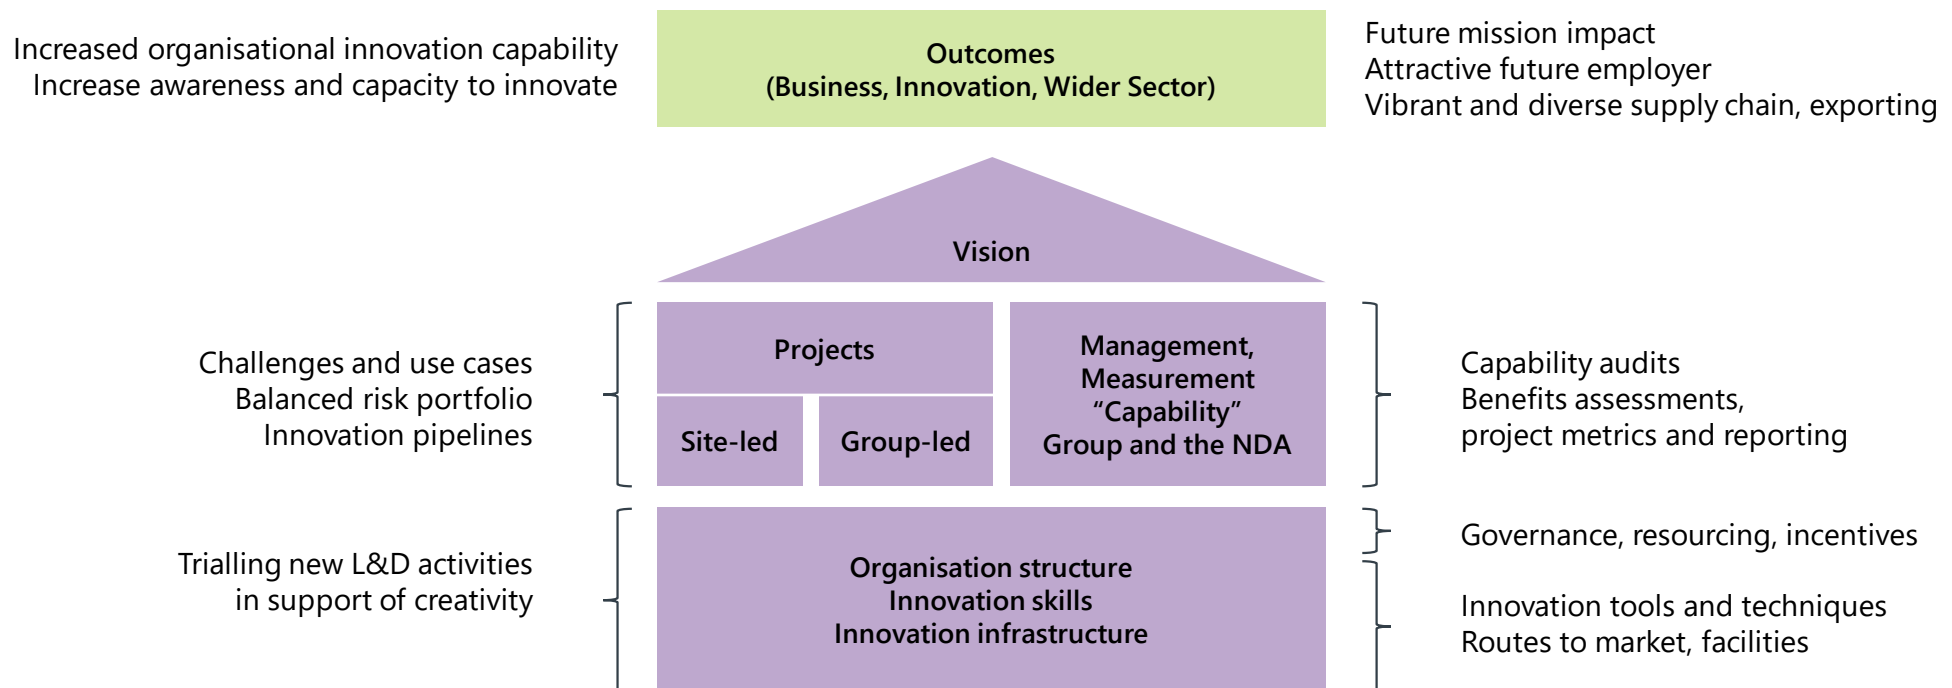 Increased organisational innovation capability
Increase awareness and capacity to innovate
Outcomes
(Business, Innovation, Wider Sector)
Future mission impact
Attractive future employer
Vibrant and diverse supply chain, exporting
Vision
Challenges and use cases
Balanced risk portfolio
Innovation pipelines
Projects
Site-led
Group-led
Management,
Measurement
“Capability”
Group and the NDA
Capability audits
Benefits assessments,
project metrics and reporting
Trialling new L&D activities
in support of creativity
Organisation structure
Innovation skills
Innovation infrastructure
Governance, resourcing, incentives
Innovation tools and techniques
Routes to market, facilities